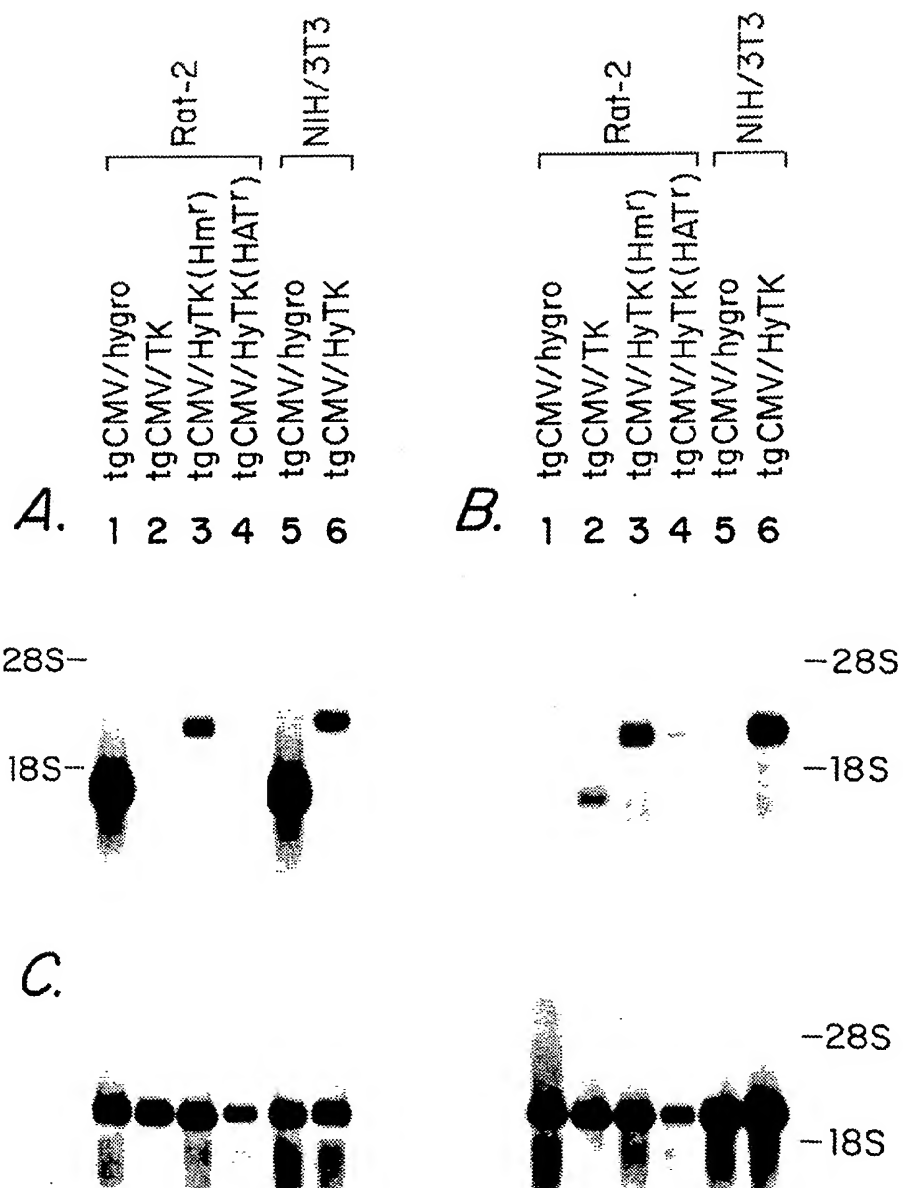 Rat-2
NIH/3T3
tgCMV/hygro
tgCMV/TK
tgCMV/HyTK(Hmʳ)
tgCMV/HyTK(HATʳ)
tgCMV/hygro
tgCMV/HyTK
A.
1 2 3 4 5 6
28S-
18S-
Rat-2
NIH/3T3
tgCMV/hygro
tgCMV/TK
tgCMV/HyTK(Hmʳ)
tgCMV/HyTK(HATʳ)
tgCMV/hygro
tgCMV/HyTK
B.
1 2 3 4 5 6
-28S
-18S
C.
-28S
-18S